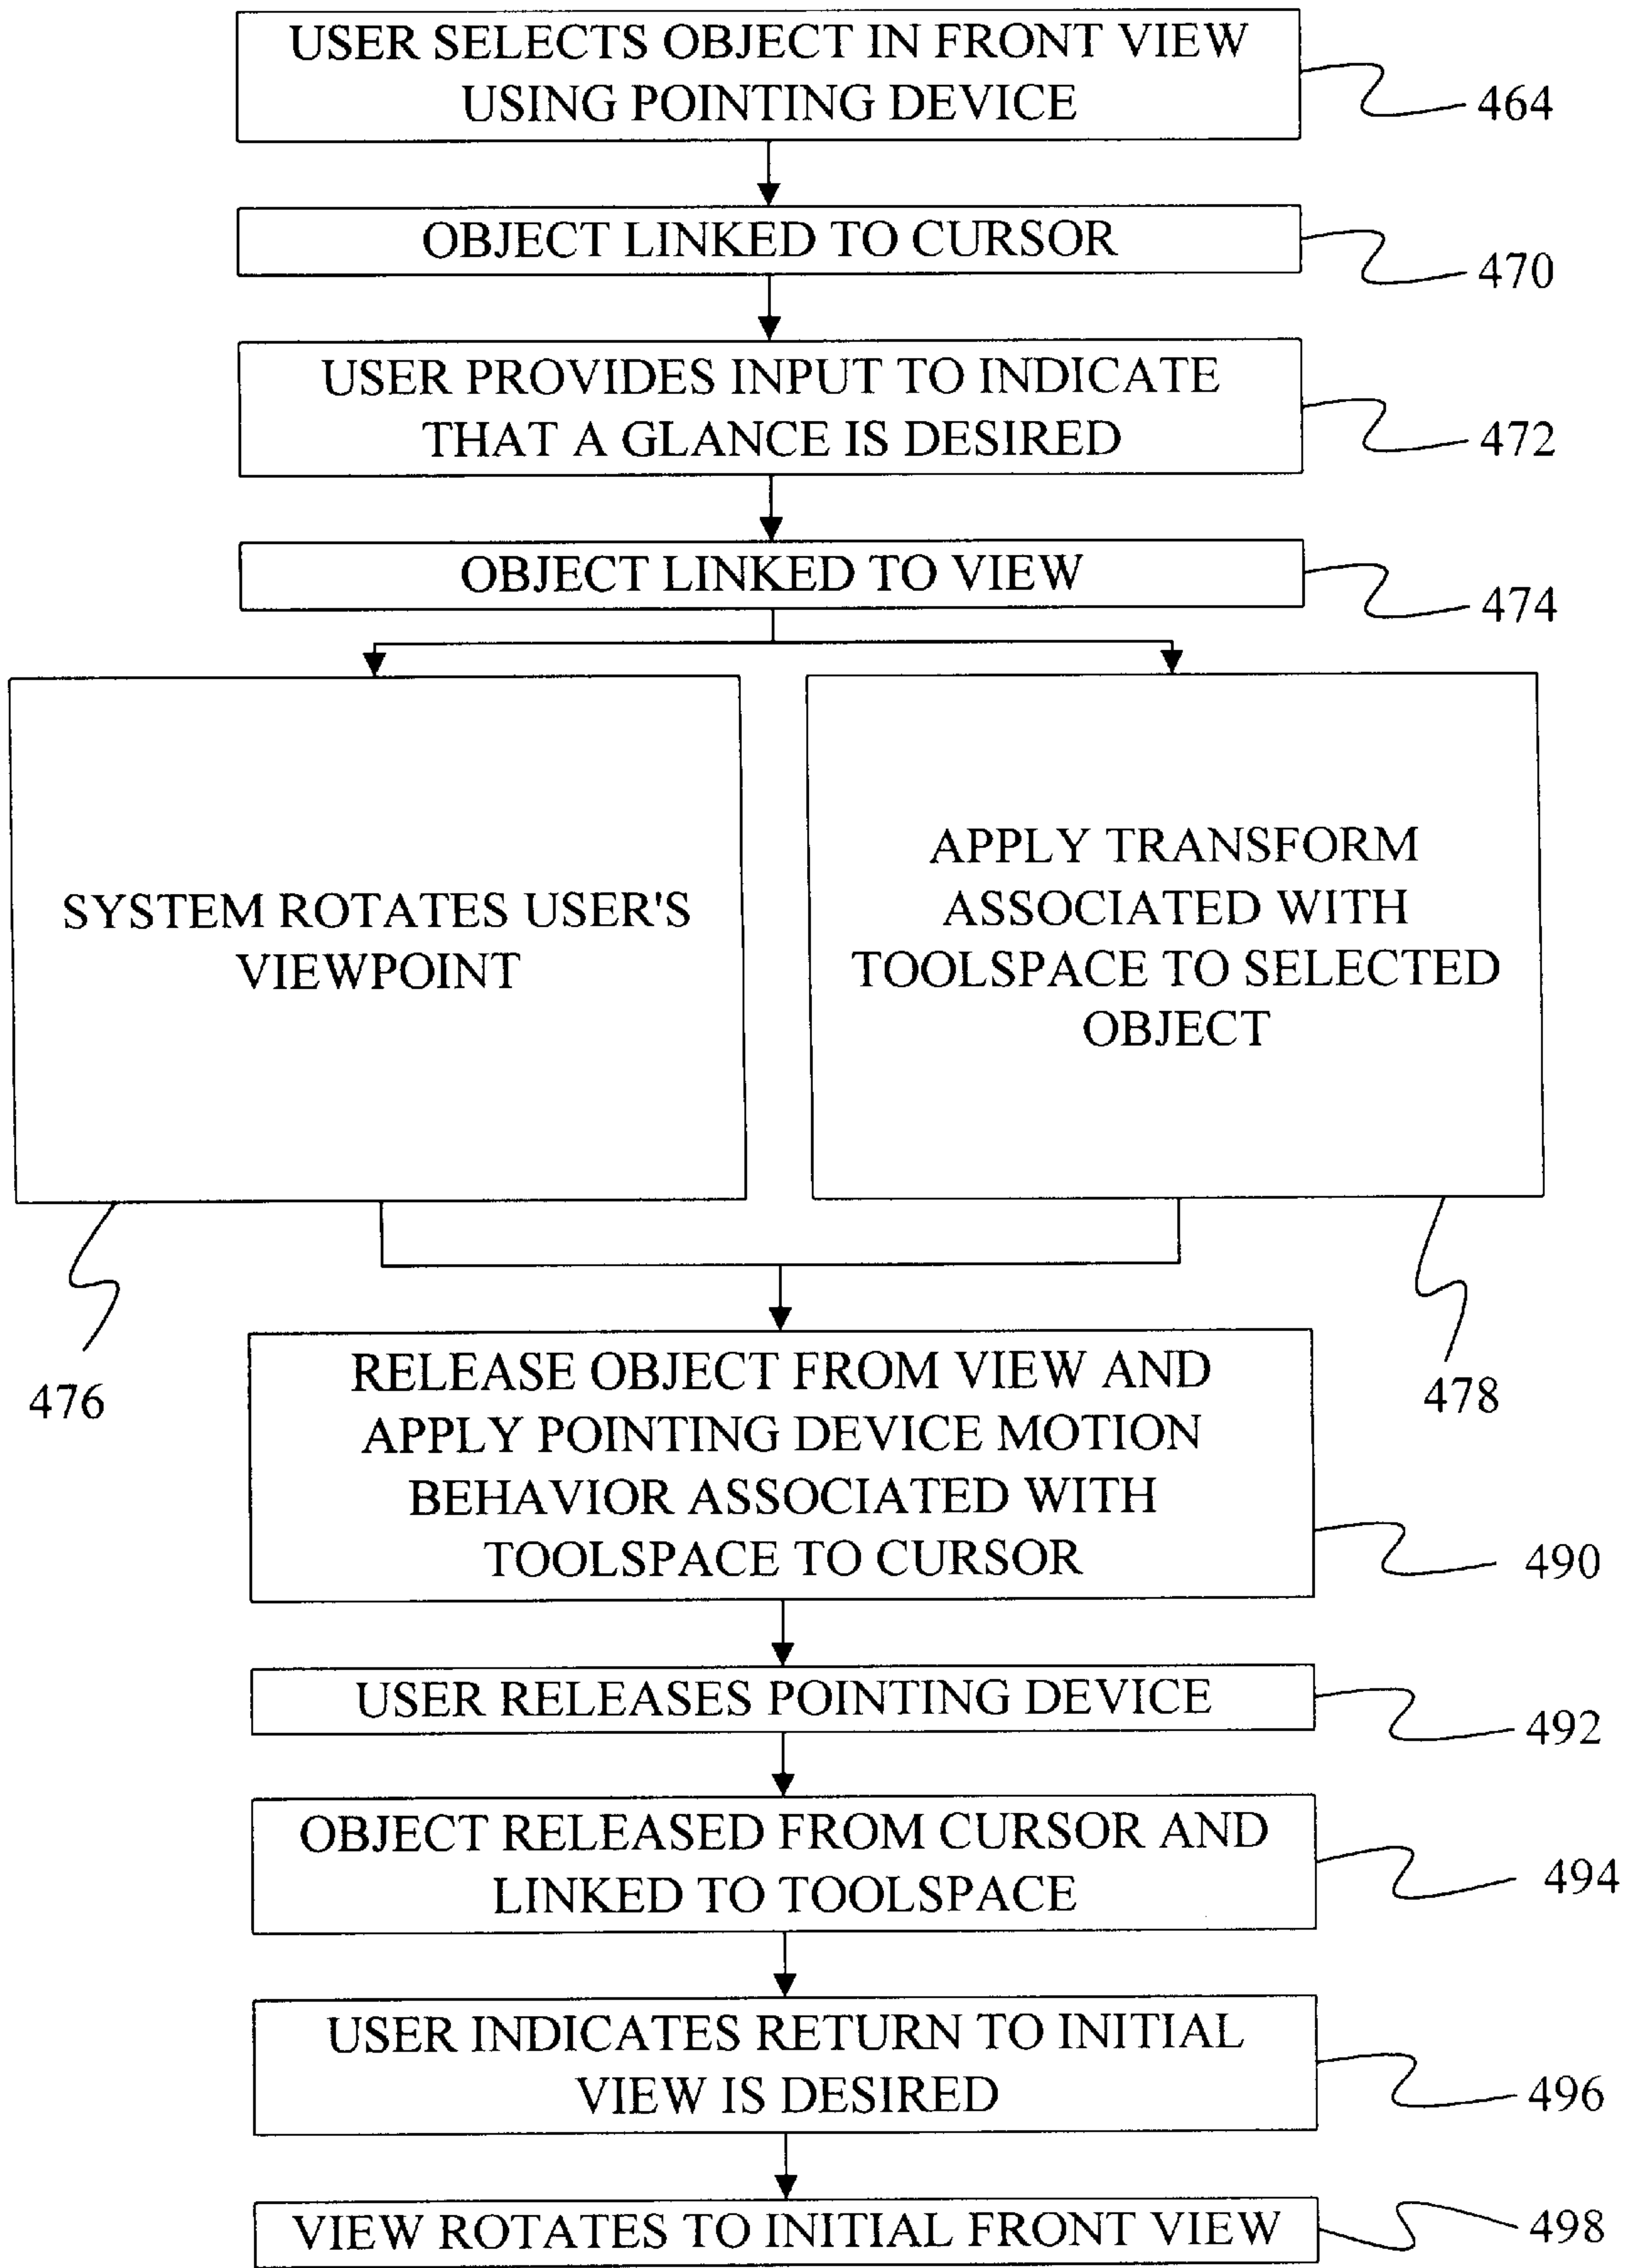 USER SELECTS OBJECT IN FRONT VIEW
USING POINTING DEVICE
464
OBJECT LINKED TO CURSOR
470
USER PROVIDES INPUT TO INDICATE
THAT A GLANCE IS DESIRED
472
OBJECT LINKED TO VIEW
474
SYSTEM ROTATES USER'S
VIEWPOINT
476
APPLY TRANSFORM
ASSOCIATED WITH
TOOLSPACE TO SELECTED
OBJECT
478
RELEASE OBJECT FROM VIEW AND
APPLY POINTING DEVICE MOTION
BEHAVIOR ASSOCIATED WITH
TOOLSPACE TO CURSOR
490
USER RELEASES POINTING DEVICE
492
OBJECT RELEASED FROM CURSOR AND
LINKED TO TOOLSPACE
494
USER INDICATES RETURN TO INITIAL
VIEW IS DESIRED
496
VIEW ROTATES TO INITIAL FRONT VIEW
498